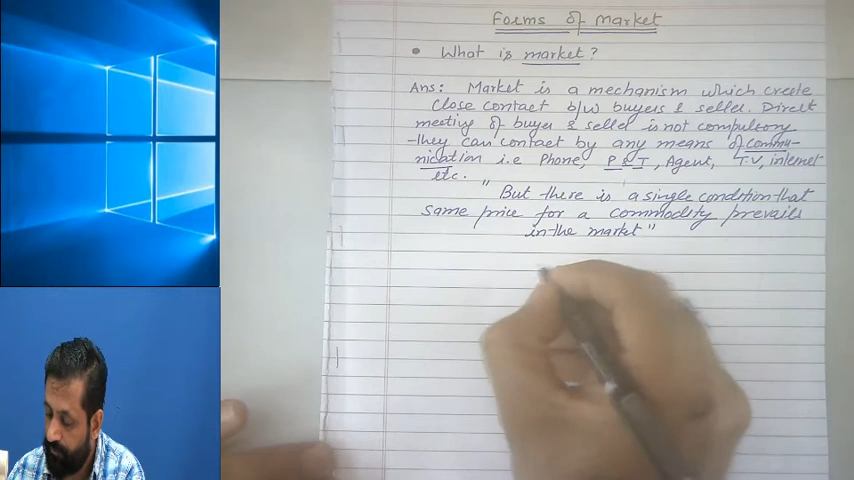 Forms of Market
• What is market?
Ans: Market is a mechanism which create
close contact b/w buyers & seller. Direct
meeting of buyer & seller is not compulsory
they can contact by any means of commu-
nication i.e Phone, P & T, Agent, T.V, internet
etc.
" But there is a single condition that
same price for a commodity prevails
in the market "